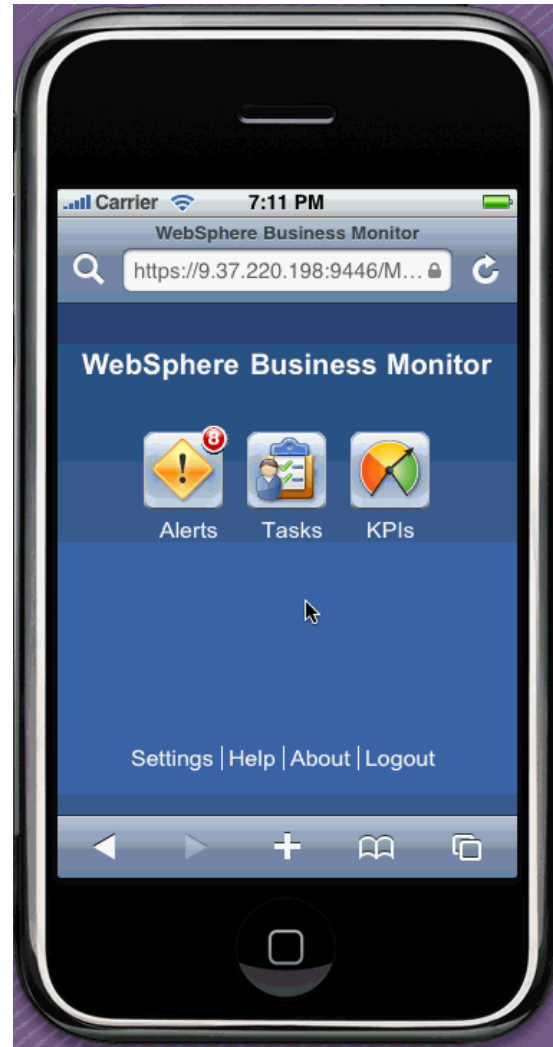 Carrier 7:11 PM
WebSphere Business Monitor
https://9.37.220.198:9446/M...
WebSphere Business Monitor
8
Alerts Tasks KPIs
Settings | Help | About | Logout